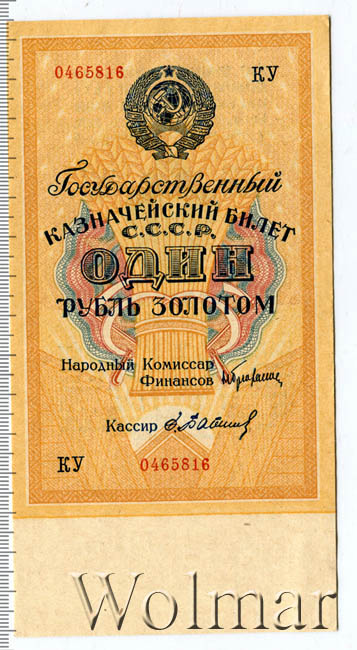 0465816 КУ
Государственный
КАЗНАЧЕЙСКИЙ БИЛЕТ
С.С.С.Р.
ОДИН
РУБЛЬ ЗОЛОТОМ
Народный Комиссар
Финансов
Кассир
КУ 0465816
Wolmar